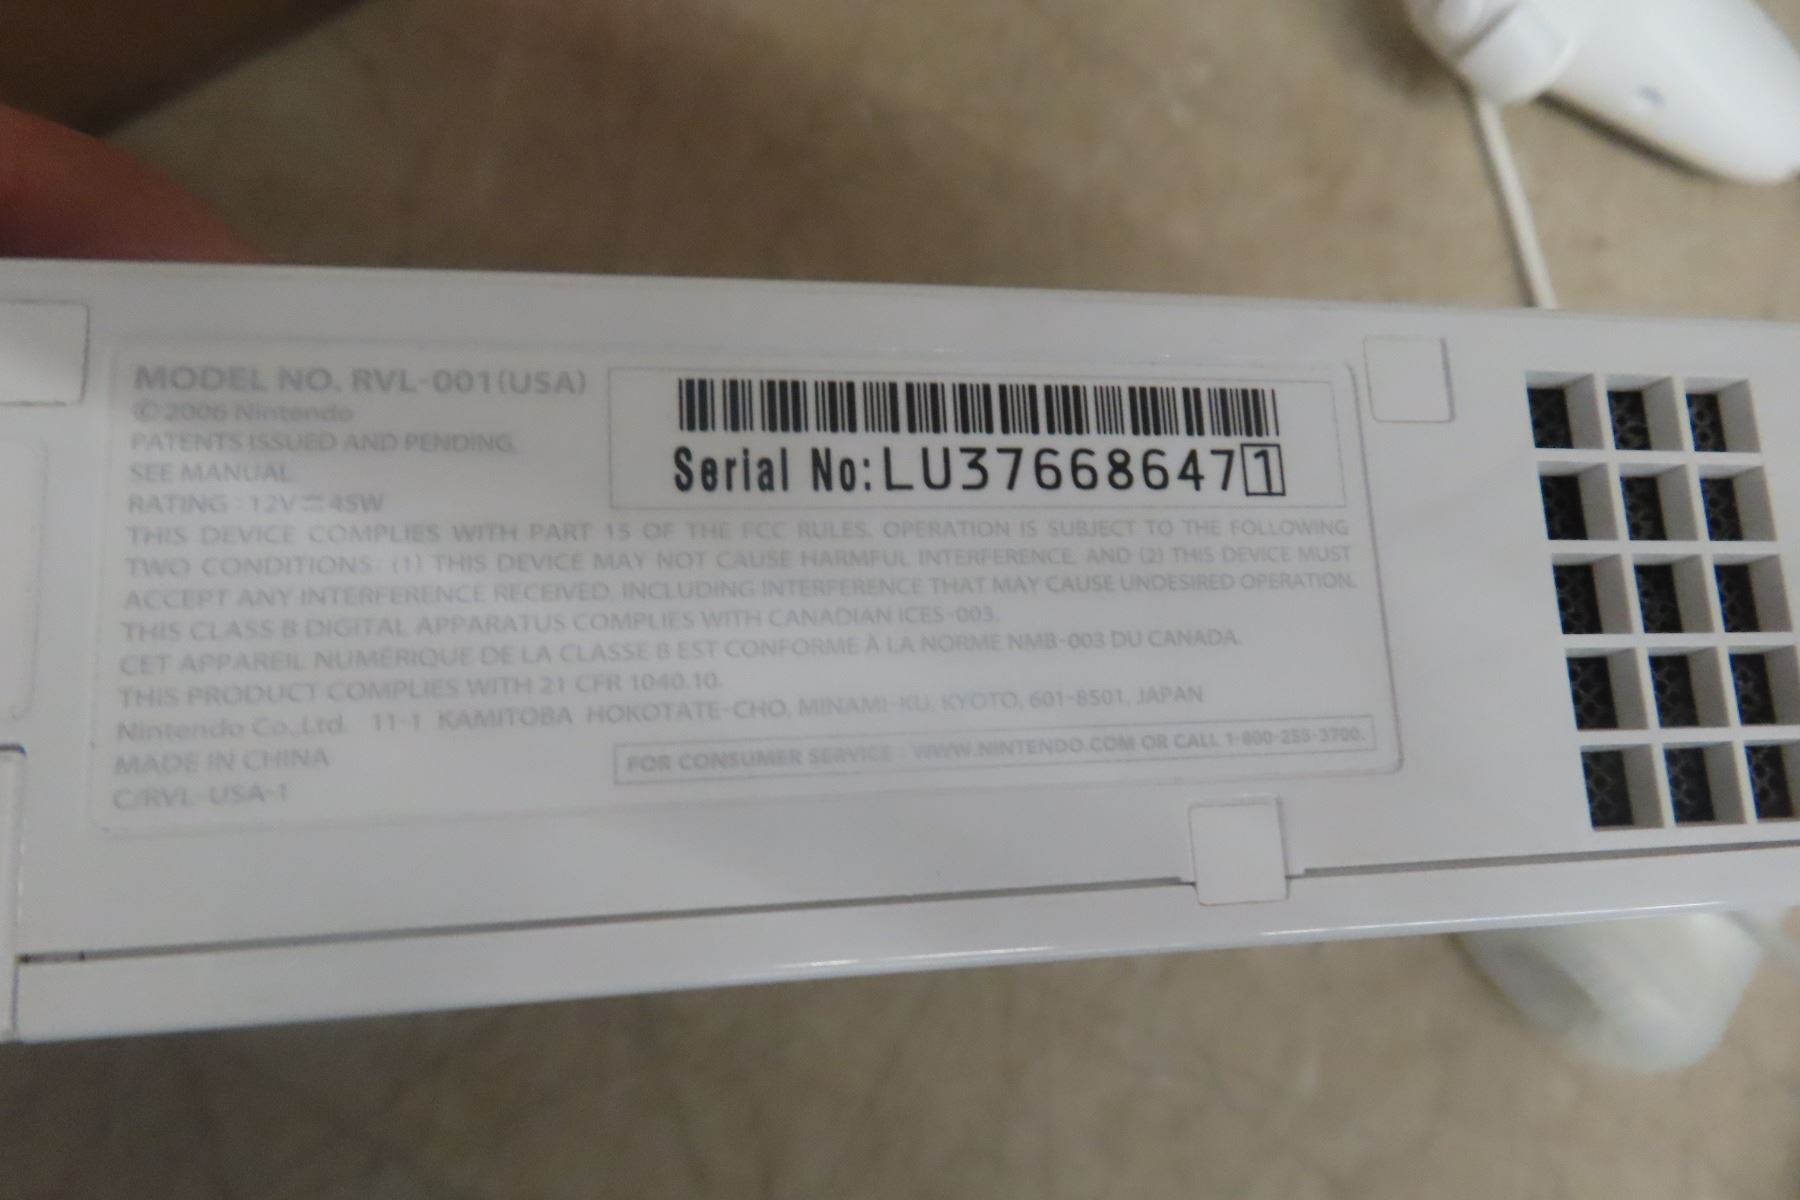 MODEL NO. RVL-001(USA)
©2006 Nintendo
PATENTS ISSUED AND PENDING,
SEE MANUAL.
RATING : 12V⎓45W
Serial No:LU376686471
THIS DEVICE COMPLIES WITH PART 15 OF THE FCC RULES. OPERATION IS SUBJECT TO THE FOLLOWING
TWO CONDITIONS: (1) THIS DEVICE MAY NOT CAUSE HARMFUL INTERFERENCE, AND (2) THIS DEVICE MUST
ACCEPT ANY INTERFERENCE RECEIVED, INCLUDING INTERFERENCE THAT MAY CAUSE UNDESIRED OPERATION.
THIS CLASS B DIGITAL APPARATUS COMPLIES WITH CANADIAN ICES-003.
CET APPAREIL NUMÉRIQUE DE LA CLASSE B EST CONFORME À LA NORME NMB-003 DU CANADA.
THIS PRODUCT COMPLIES WITH 21 CFR 1040.10.
Nintendo Co.,Ltd. 11-1 KAMITOBA HOKOTATE-CHO, MINAMI-KU, KYOTO, 601-8501, JAPAN
MADE IN CHINA
C/RVL-USA-1
FOR CONSUMER SERVICE : WWW.NINTENDO.COM OR CALL 1-800-255-3700.